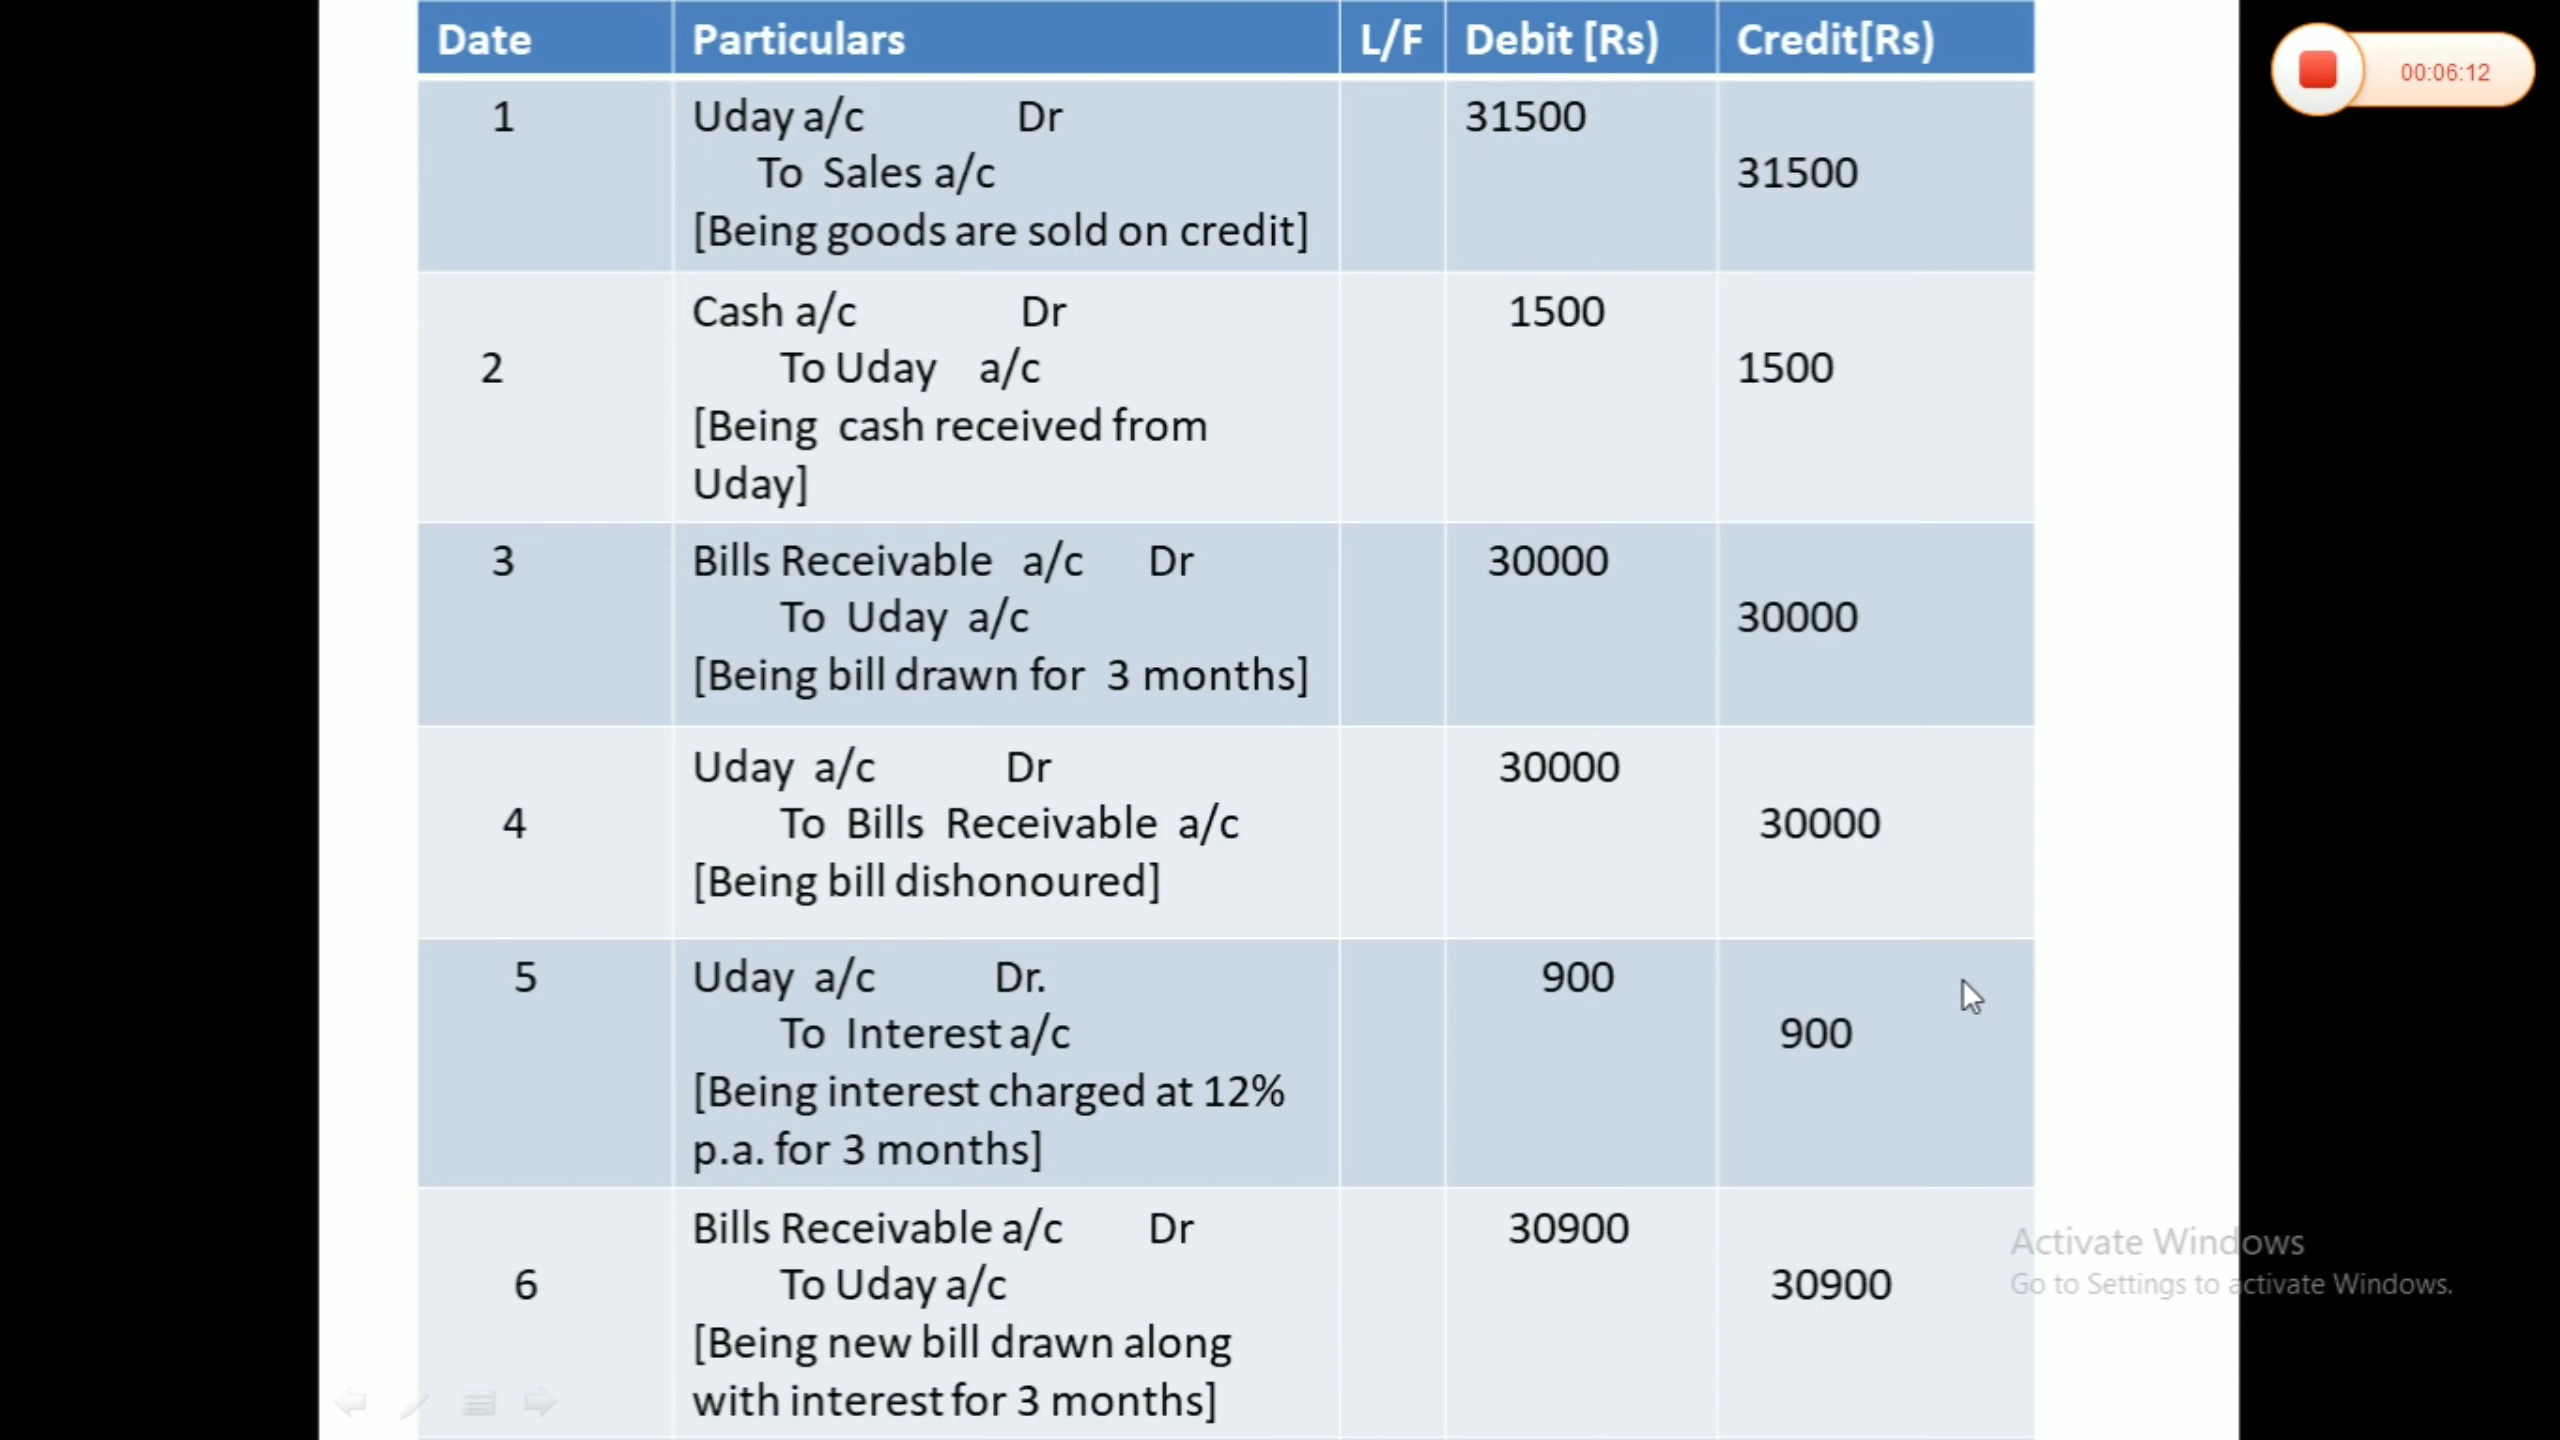 Date Particulars L/F Debit [Rs) Credit[Rs)
00:06:12
1 Uday a/c Dr 31500
To Sales a/c 31500
[Being goods are sold on credit]
Cash a/c Dr 1500
2 To Uday a/c 1500
[Being cash received from
Uday]
3 Bills Receivable a/c Dr 30000
To Uday a/c 30000
[Being bill drawn for 3 months]
Uday a/c Dr 30000
4 To Bills Receivable a/c 30000
[Being bill dishonoured]
5 Uday a/c Dr. 900
To Interest a/c 900
[Being interest charged at 12%
p.a. for 3 months]
Bills Receivable a/c Dr 30900
6 To Uday a/c 30900
[Being new bill drawn along
with interest for 3 months]
Activate Windows
Go to Settings to activate Windows.